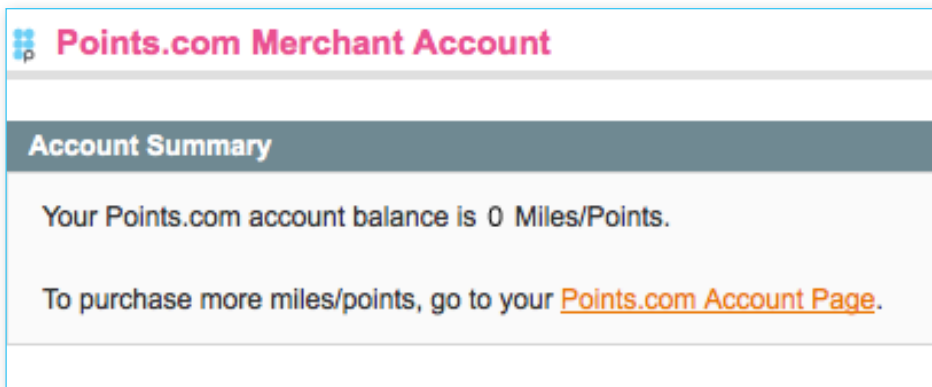 Points.com Merchant Account
Account Summary
Your Points.com account balance is 0 Miles/Points.
To purchase more miles/points, go to your Points.com Account Page.